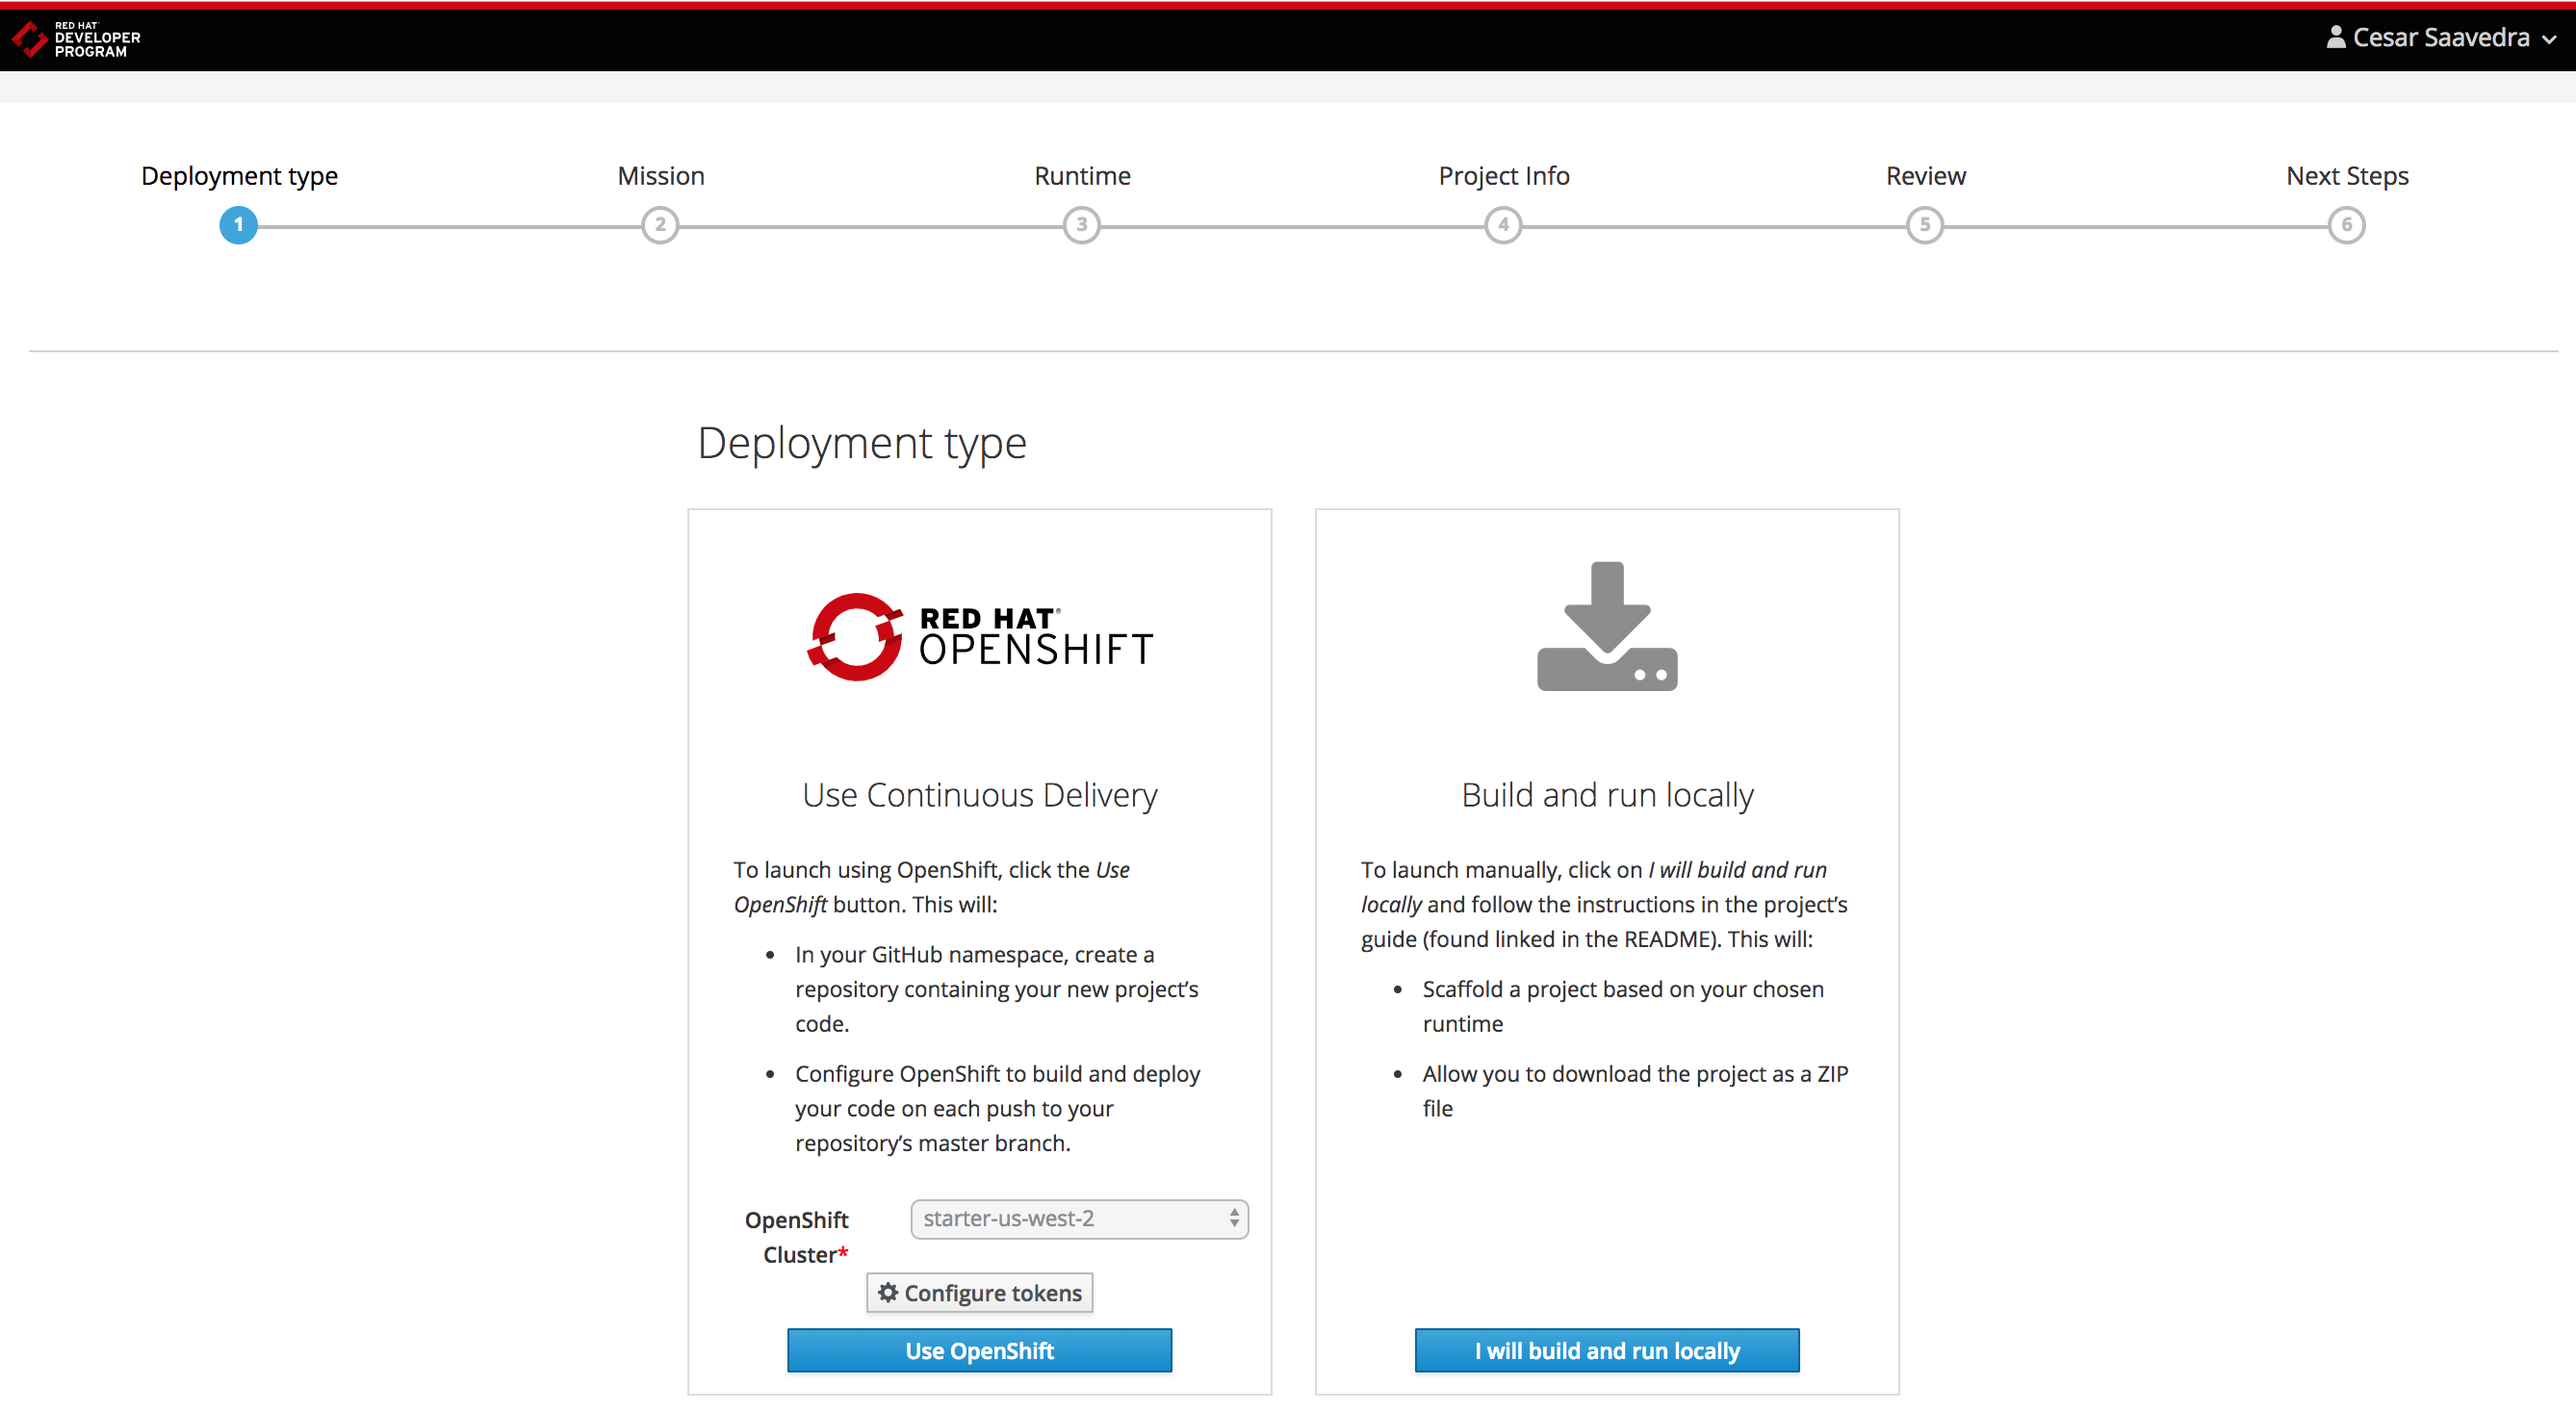 RED HAT
DEVELOPER
PROGRAM
Cesar Saavedra
Deployment type
Mission
Runtime
Project Info
Review
Next Steps
1
2
3
4
5
6
Deployment type
RED HAT®
OPENSHIFT
Use Continuous Delivery
To launch using OpenShift, click the Use
OpenShift button. This will:
• In your GitHub namespace, create a
repository containing your new project’s
code.
• Configure OpenShift to build and deploy
your code on each push to your
repository’s master branch.
OpenShift
Cluster*
starter-us-west-2
Configure tokens
Use OpenShift
Build and run locally
To launch manually, click on I will build and run
locally and follow the instructions in the project’s
guide (found linked in the README). This will:
• Scaffold a project based on your chosen
runtime
• Allow you to download the project as a ZIP
file
I will build and run locally